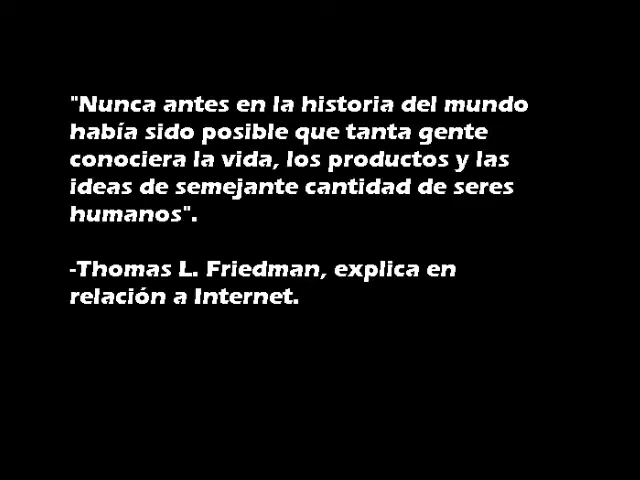 "Nunca antes en la historia del mundo
había sido posible que tanta gente
conociera la vida, los productos y las
ideas de semejante cantidad de seres
humanos".
-Thomas L. Friedman, explica en
relación a Internet.